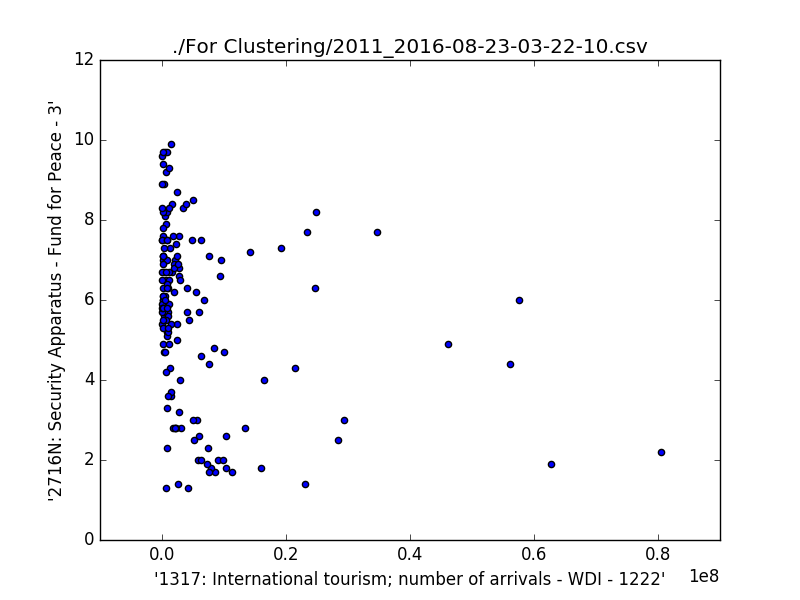 ./For Clustering/2011_2016-08-23-03-22-10.csv
12
10
8
6
4
2
0
'2716N: Security Apparatus - Fund for Peace - 3'
0.0 0.2 0.4 0.6 0.8
1e8
'1317: International tourism; number of arrivals - WDI - 1222'